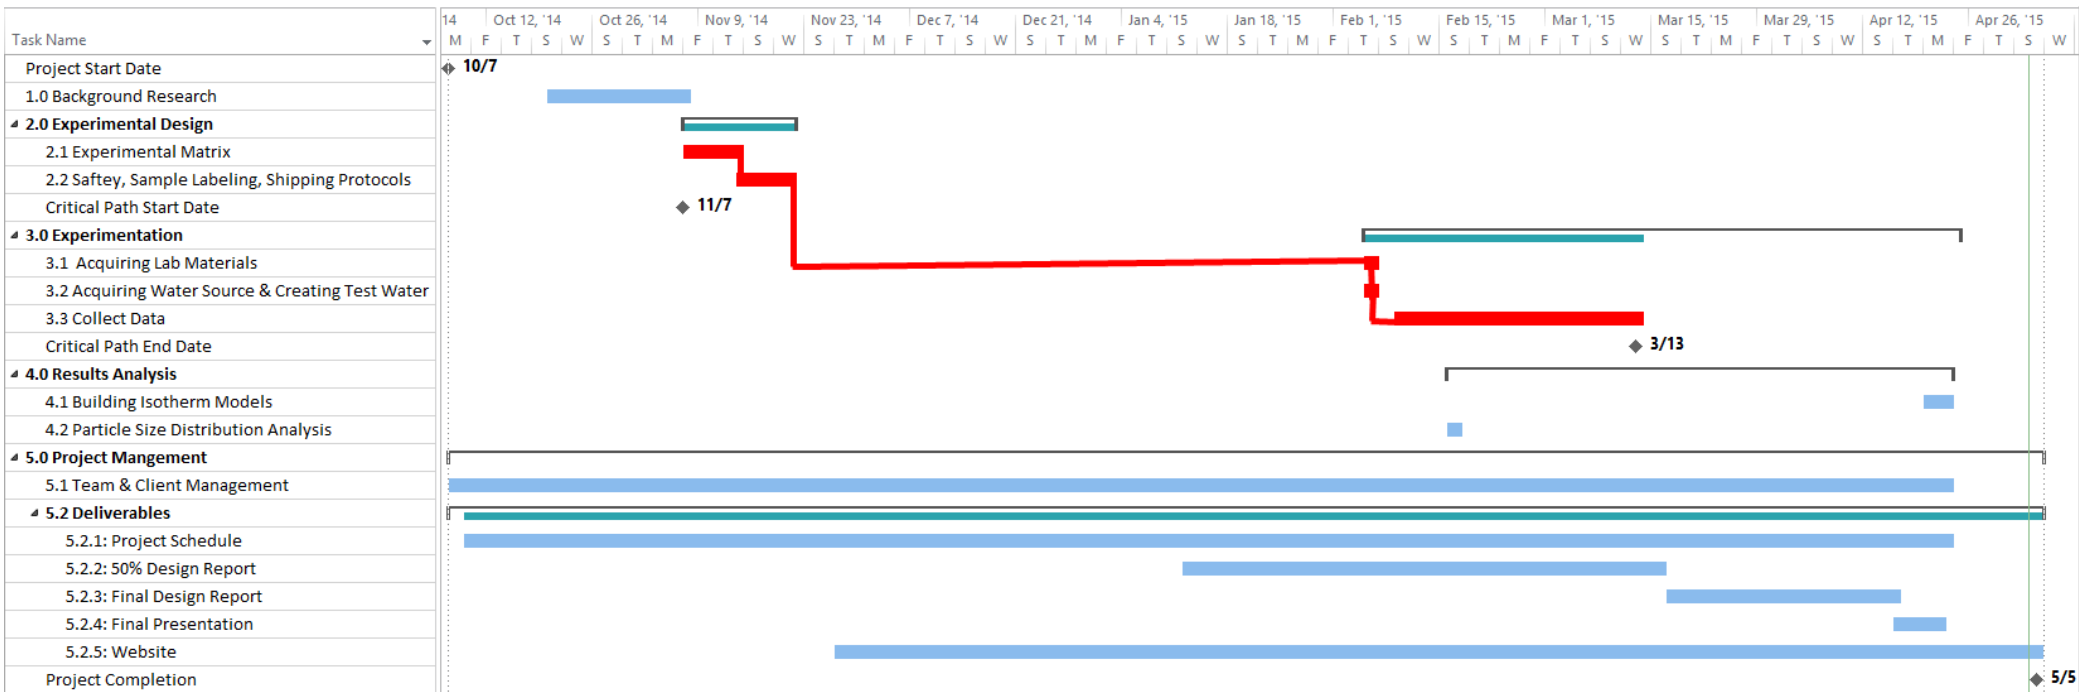 14 Oct 12, '14 Oct 26, '14 Nov 9, '14 Nov 23, '14 Dec 7, '14 Dec 21, '14 Jan 4, '15 Jan 18, '15 Feb 1, '15 Feb 15, '15 Mar 1, '15 Mar 15, '15 Mar 29, '15 Apr 12, '15 Apr 26, '15
Task Name M F T S W S T M F T S W S T M F T S W S T M F T S W S T M F T S W S T M F T S W S T M F T S W S T M F T S W
Project Start Date 10/7
1.0 Background Research
2.0 Experimental Design
2.1 Experimental Matrix
2.2 Saftey, Sample Labeling, Shipping Protocols
Critical Path Start Date 11/7
3.0 Experimentation
3.1 Acquiring Lab Materials
3.2 Acquiring Water Source & Creating Test Water
3.3 Collect Data
Critical Path End Date 3/13
4.0 Results Analysis
4.1 Building Isotherm Models
4.2 Particle Size Distribution Analysis
5.0 Project Mangement
5.1 Team & Client Management
5.2 Deliverables
5.2.1: Project Schedule
5.2.2: 50% Design Report
5.2.3: Final Design Report
5.2.4: Final Presentation
5.2.5: Website
Project Completion 5/5